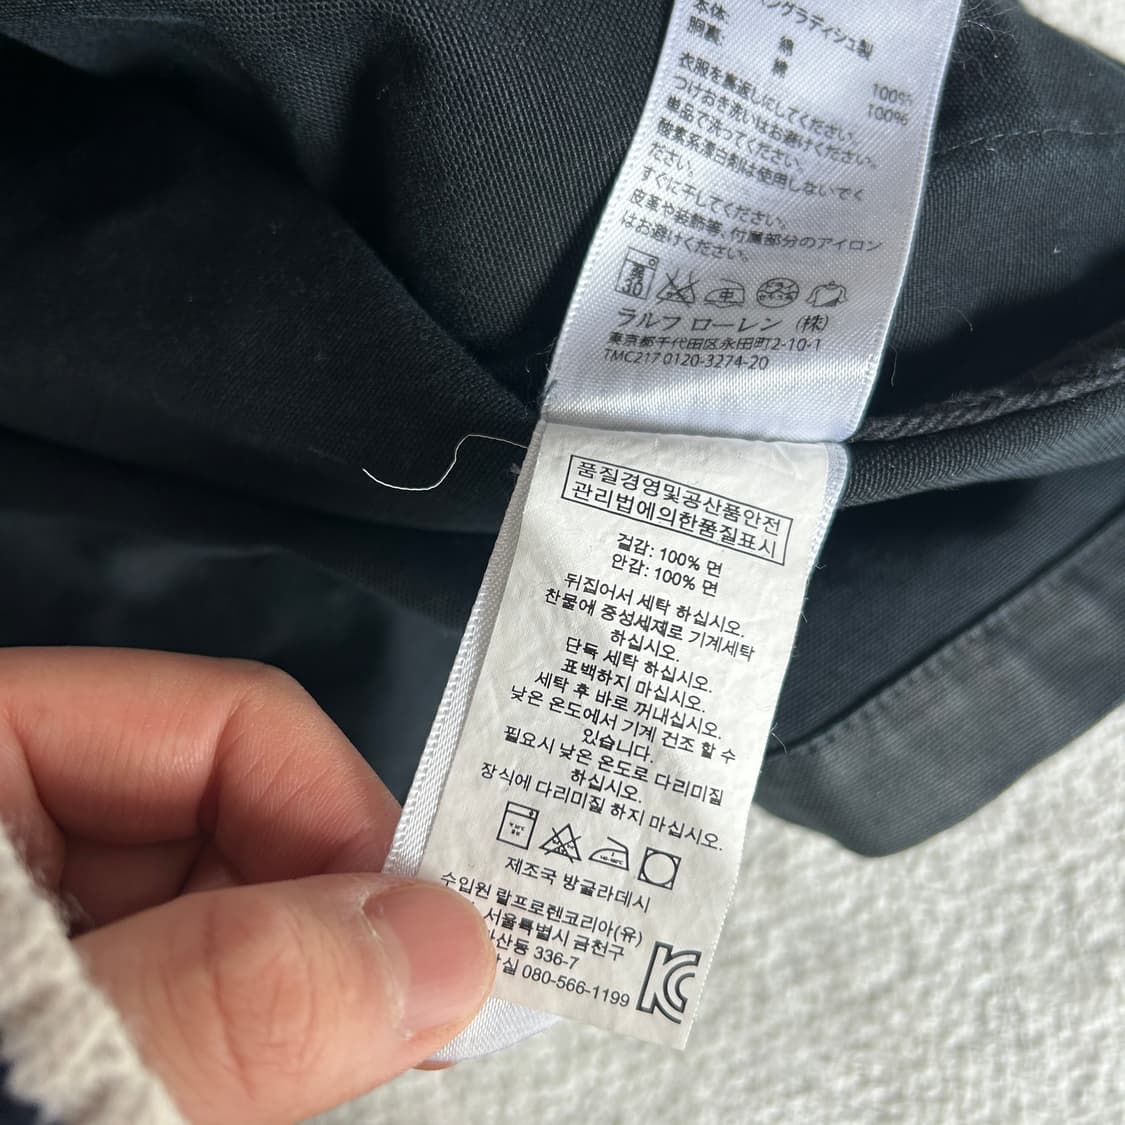 ングラディシュ製
本体 綿 100%
胴裏 綿 100%
衣服を裏返しにしてください。
つけおき洗いはお避けください。
単品で洗ってください。
酸素系漂白剤は使用しないでく
ださい。
すぐに干してください。
皮革や装飾等、付属部分のアイロン
はお避けください。
30
中
ラルフ ローレン (株)
東京都千代田区永田町2-10-1
TMC217 0120-3274-20
품질경영및공산품안전
관리법에의한품질표시
겉감: 100% 면
안감: 100% 면
뒤집어서 세탁 하십시오.
찬물에 중성세제로 기계세탁
하십시오.
단독 세탁 하십시오.
표백하지 마십시오.
세탁 후 바로 꺼내십시오.
낮은 온도에서 기계 건조 할 수
있습니다.
필요시 낮은 온도로 다리미질
하십시오.
장식에 다리미질 하지 마십시오.
제조국 방글라데시
수입원 랄프로렌코리아(유)
서울특별시 금천구
산동 336-7
실 080-566-1199
KC